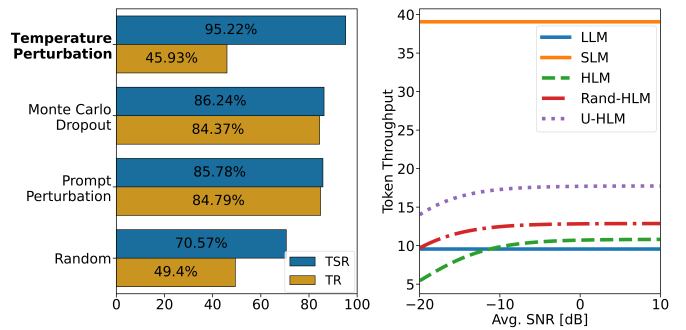 Temperature
Perturbation
95.22%
45.93%
Monte Carlo
Dropout
86.24%
84.37%
Prompt
Perturbation
85.78%
84.79%
Random
70.57%
49.4%
TSR
TR
0 20 40 60 80 100
Token Throughput
40
35
30
25
20
15
10
5
LLM
SLM
HLM
Rand-HLM
U-HLM
−20 −10 0 10
Avg. SNR [dB]